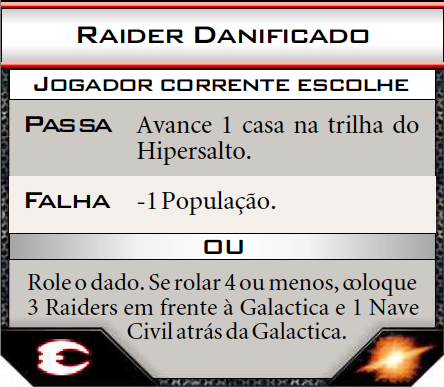 Raider Danificado
Jogador corrente escolhe
Passa Avance 1 casa na trilha do
Hipersalto.
Falha -1 População.
OU
Role o dado. Se rolar 4 ou menos, coloque
3 Raiders em frente à Galactica e 1 Nave
Civil atrás da Galactica.